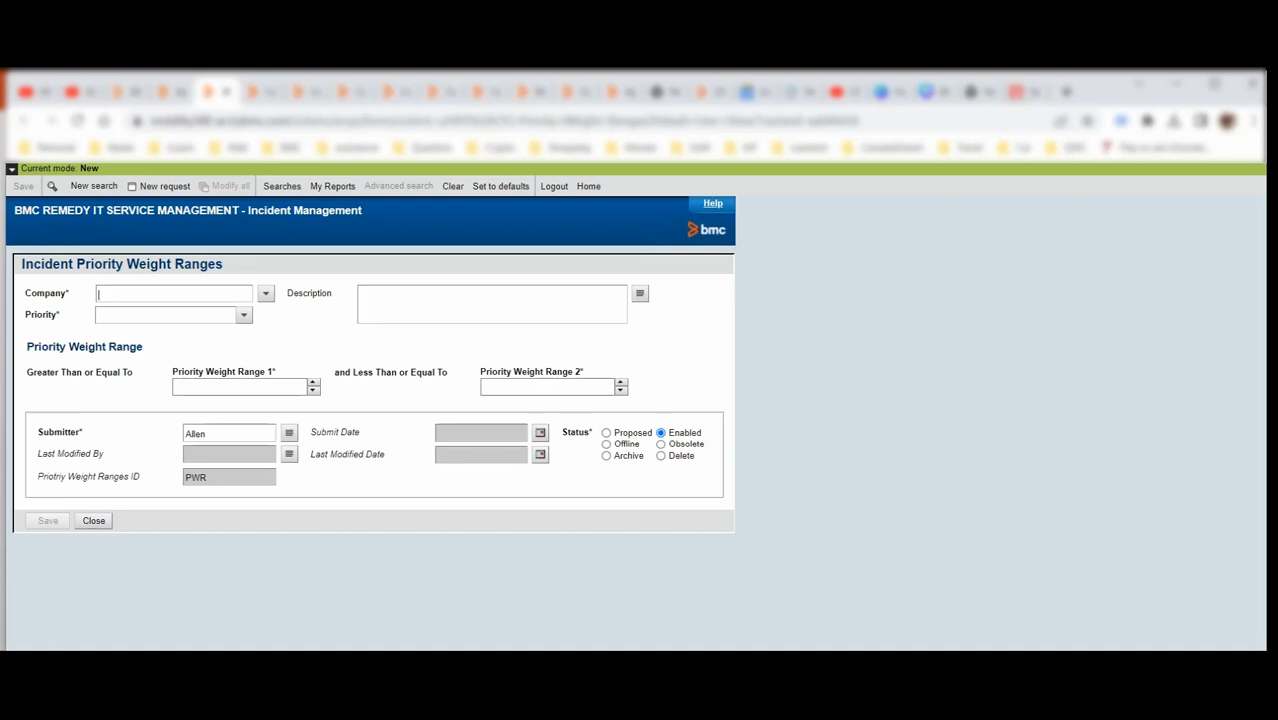 Current mode: New
Save New search New request Modify all Searches My Reports Advanced search Clear Set to defaults Logout Home
BMC REMEDY IT SERVICE MANAGEMENT - Incident Management
Help
bmc
Incident Priority Weight Ranges
Company* Description
Priority*
Priority Weight Range
Greater Than or Equal To Priority Weight Range 1* and Less Than or Equal To Priority Weight Range 2*
Submitter* Allen Submit Date Status* Proposed Enabled
Offline Obsolete
Last Modified By Last Modified Date Archive Delete
Priotriy Weight Ranges ID PWR
Save Close